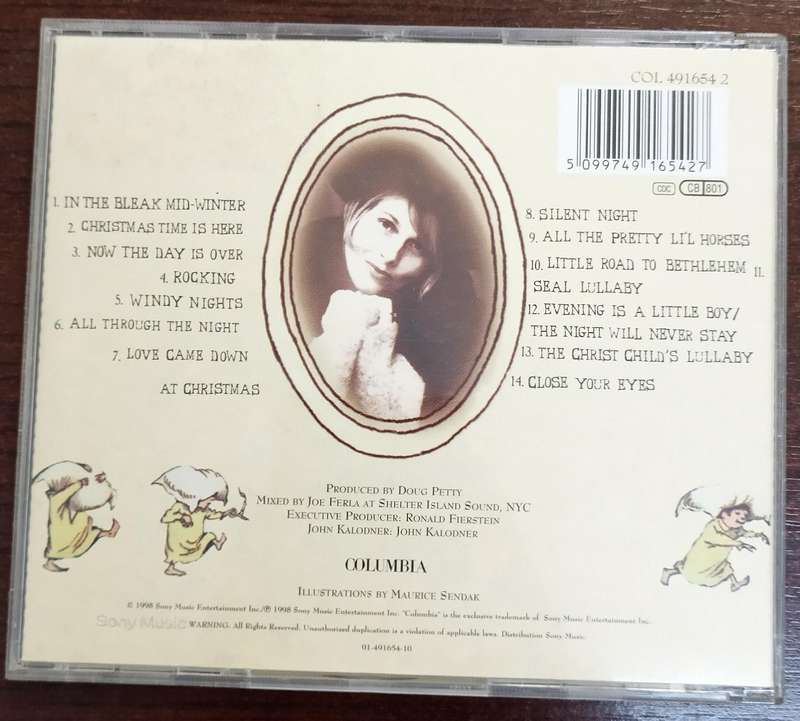 COL 491654 2
5 099749 165427
CDC CB 801
1. IN THE BLEAK MID-WINTER
2. CHRISTMAS TIME IS HERE
3. NOW THE DAY IS OVER
4. ROCKING
5. WINDY NIGHTS
6. ALL THROUGH THE NIGHT
7. LOVE CAME DOWN
AT CHRISTMAS
8. SILENT NIGHT
9. ALL THE PRETTY LI'L HORSES
10. LITTLE ROAD TO BETHLEHEM 11.
SEAL LULLABY
12. EVENING IS A LITTLE BOY/
THE NIGHT WILL NEVER STAY
13. THE CHRIST CHILD'S LULLABY
14. CLOSE YOUR EYES
PRODUCED BY DOUG PETTY
MIXED BY JOE FERLA AT SHELTER ISLAND SOUND, NYC
EXECUTIVE PRODUCER: RONALD FIERSTEIN
JOHN KALODNER: JOHN KALODNER
COLUMBIA
ILLUSTRATIONS BY MAURICE SENDAK
© 1998 Sony Music Entertainment Inc./℗ 1998 Sony Music Entertainment Inc. "Columbia" is the exclusive trademark of Sony Music Entertainment Inc.
Sony Music WARNING: All Rights Reserved. Unauthorized duplication is a violation of applicable laws. Distribution Sony Music.
01-491654-10